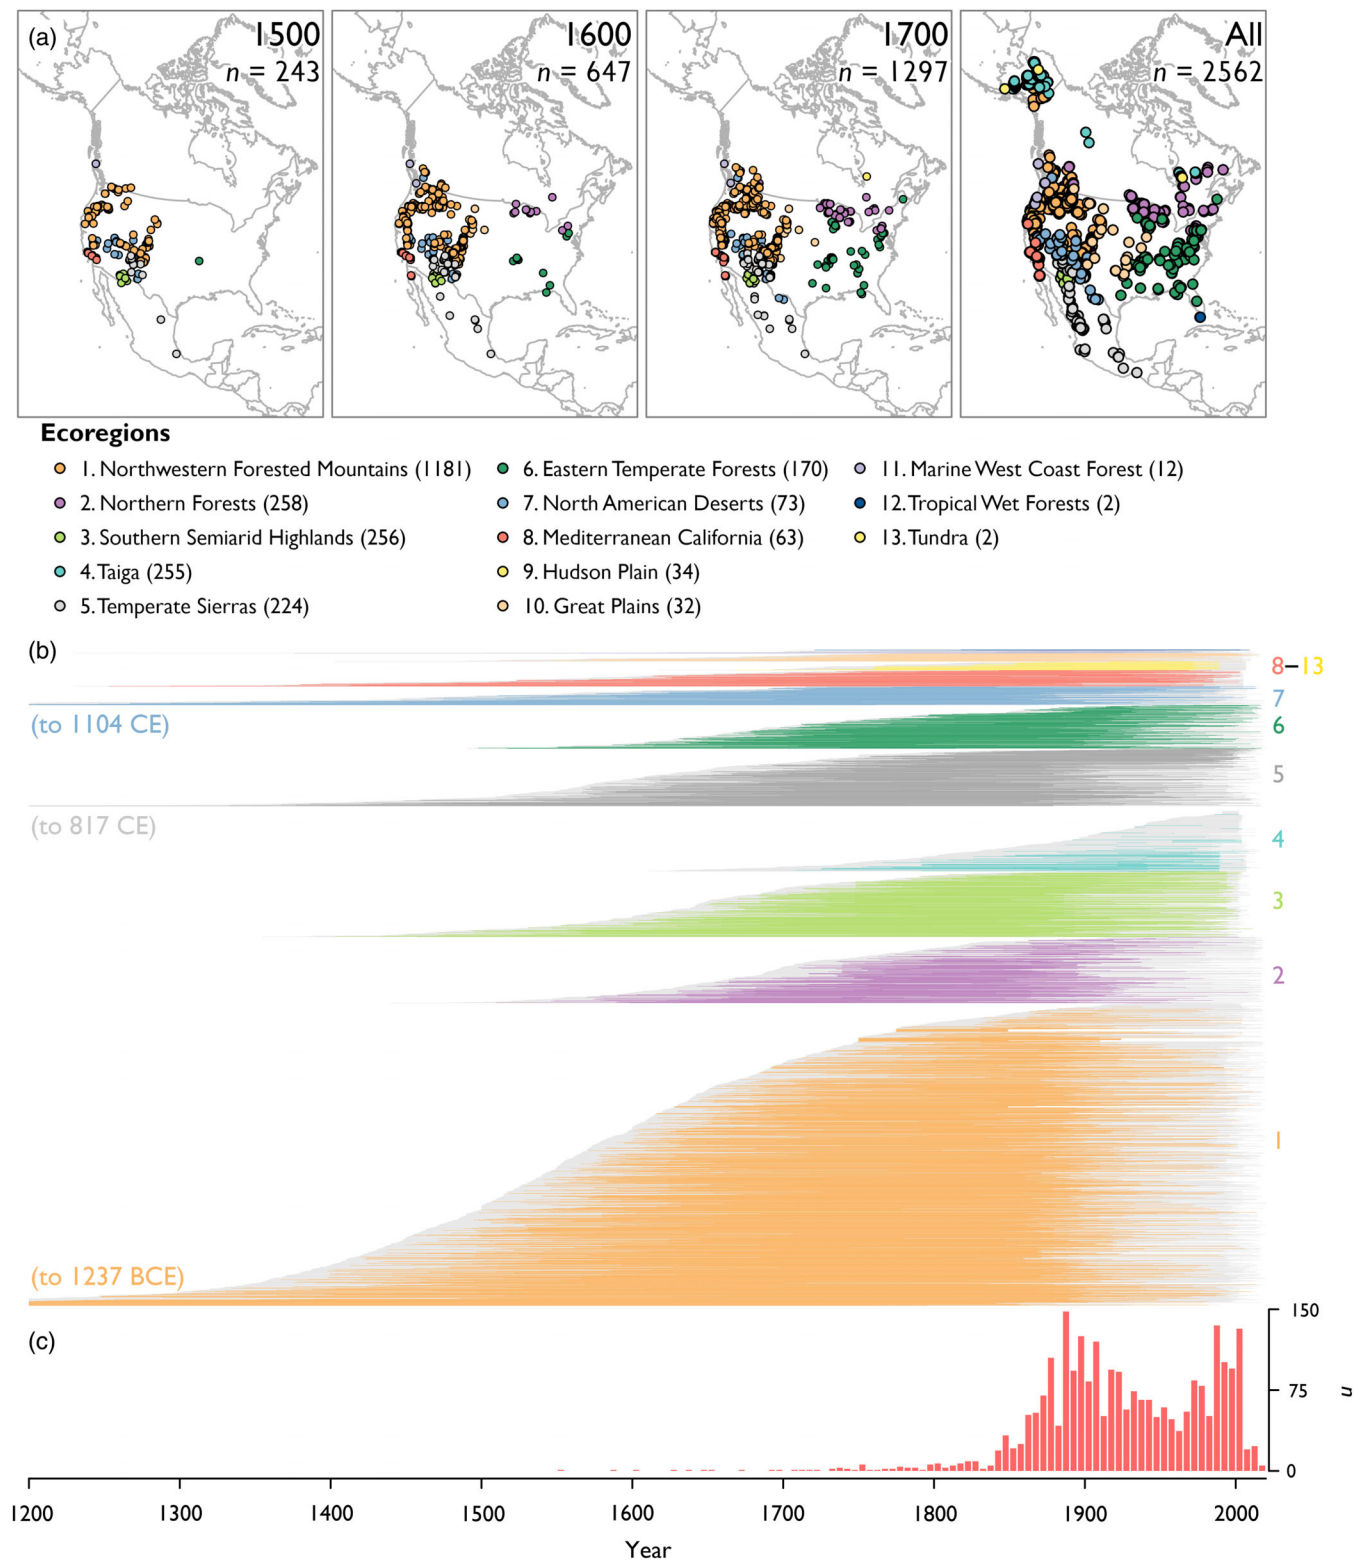 (a)
1500
n = 243
1600
n = 647
1700
n = 1297
All
n = 2562
Ecoregions
1. Northwestern Forested Mountains (1181)
2. Northern Forests (258)
3. Southern Semiarid Highlands (256)
4. Taiga (255)
5. Temperate Sierras (224)
6. Eastern Temperate Forests (170)
7. North American Deserts (73)
8. Mediterranean California (63)
9. Hudson Plain (34)
10. Great Plains (32)
11. Marine West Coast Forest (12)
12. Tropical Wet Forests (2)
13. Tundra (2)
(b)
8–13
7
(to 1104 CE)
6
5
(to 817 CE)
4
3
2
1
(to 1237 BCE)
(c)
150
75
0
n
1200 1300 1400 1500 1600 1700 1800 1900 2000
Year